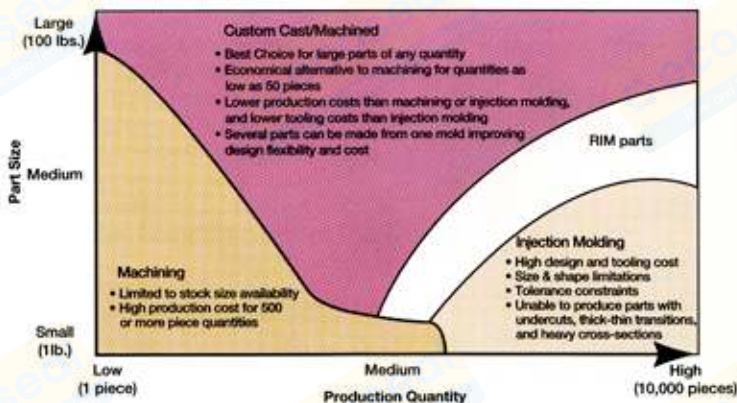 Large
(100 lbs.)
Custom Cast/Machined
• Best Choice for large parts of any quantity
• Economical alternative to machining for quantities as
low as 50 pieces
• Lower production costs than machining or injection molding,
and lower tooling costs than injection molding
• Several parts can be made from one mold improving
design flexibility and cost
RIM parts
Part Size
Medium
Machining
• Limited to stock size availability
• High production cost for 500
or more piece quantities
Injection Molding
• High design and tooling cost
• Size & shape limitations
• Tolerance constraints
• Unable to produce parts with
undercuts, thick-thin transitions,
and heavy cross-sections
Small
(1lb.)
Low
(1 piece)
Medium
High
(10,000 pieces)
Production Quantity